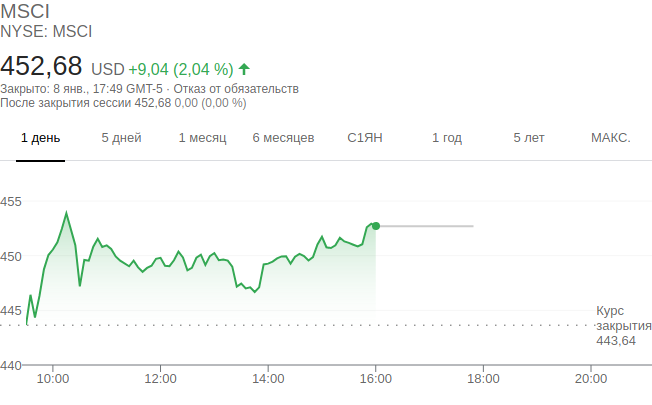 MSCI
NYSE: MSCI
452,68 USD +9,04 (2,04 %)
Закрыто: 8 янв., 17:49 GMT-5 · Отказ от обязательств
После закрытия сессии 452,68 0,00 (0,00 %)
1 день 5 дней 1 месяц 6 месяцев С1ЯН 1 год 5 лет МАКС.
455
450
445
Курс
закрытия
443,64
440
10:00 12:00 14:00 16:00 18:00 20:00